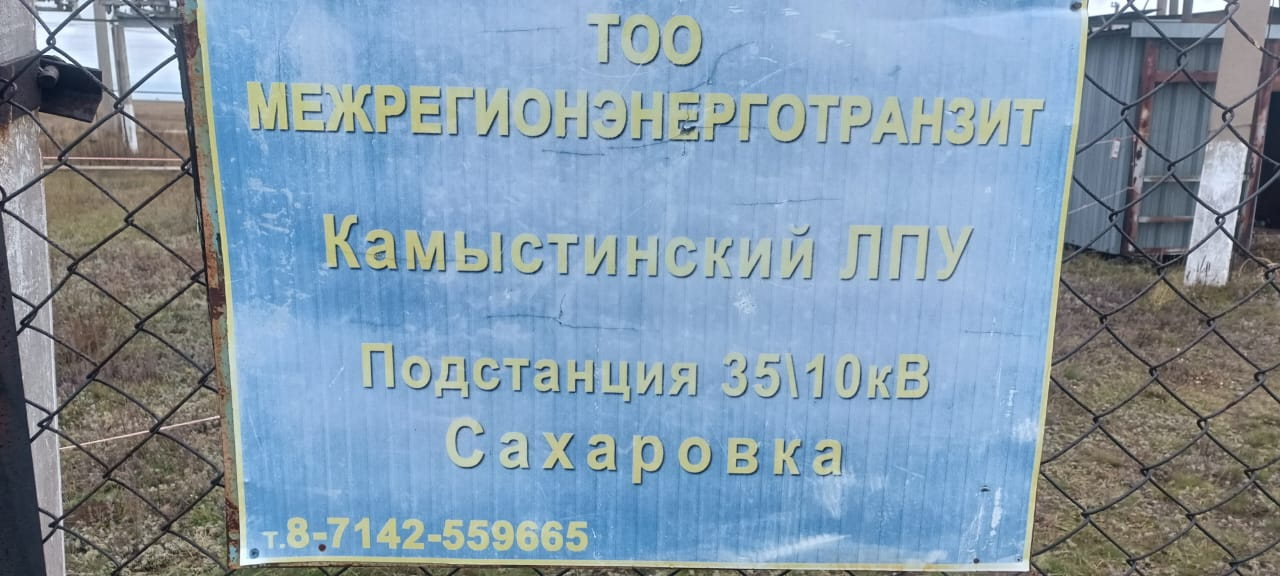 ТОО
МЕЖРЕГИОНЭНЕРГОТРАНЗИТ
Камыстинский ЛПУ
Подстанция 35\10кВ
Сахаровка
т.8-7142-559665